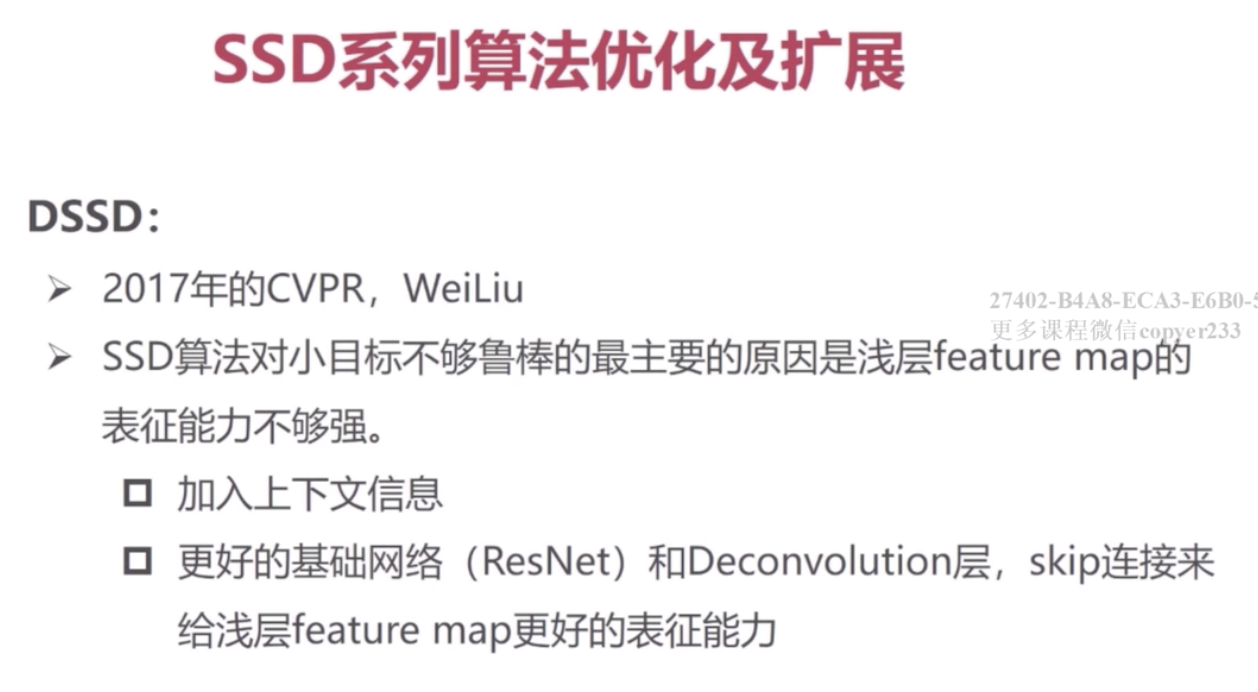 SSD系列算法优化及扩展
DSSD：
2017年的CVPR，WeiLiu
27402-B4A8-ECA3-E6B0-5
更多课程微信copyer233
SSD算法对小目标不够鲁棒的最主要的原因是浅层feature map的
表征能力不够强。
加入上下文信息
更好的基础网络（ResNet）和Deconvolution层，skip连接来
给浅层feature map更好的表征能力